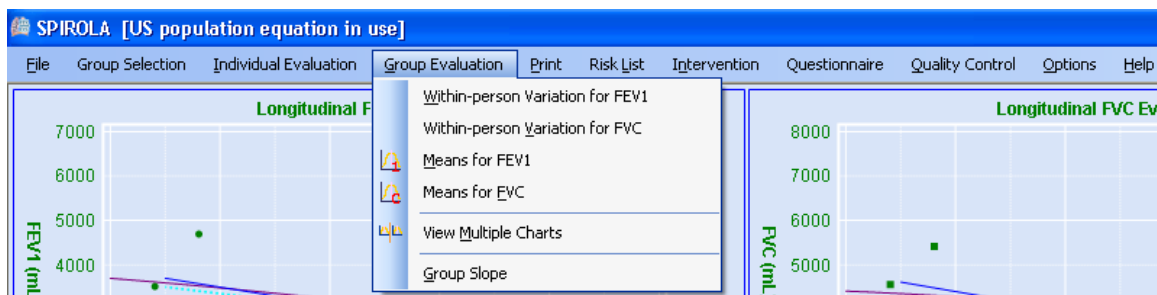 SPIROLA [US population equation in use]
File Group Selection Individual Evaluation Group Evaluation Print Risk List Intervention Questionnaire Quality Control Options Help
Within-person Variation for FEV1
Within-person Variation for FVC
Means for FEV1
Means for FVC
View Multiple Charts
Group Slope
Longitudinal F
7000
6000
5000
4000
FEV1 (mL
Longitudinal FVC Ev
8000
7000
6000
5000
FVC (mL